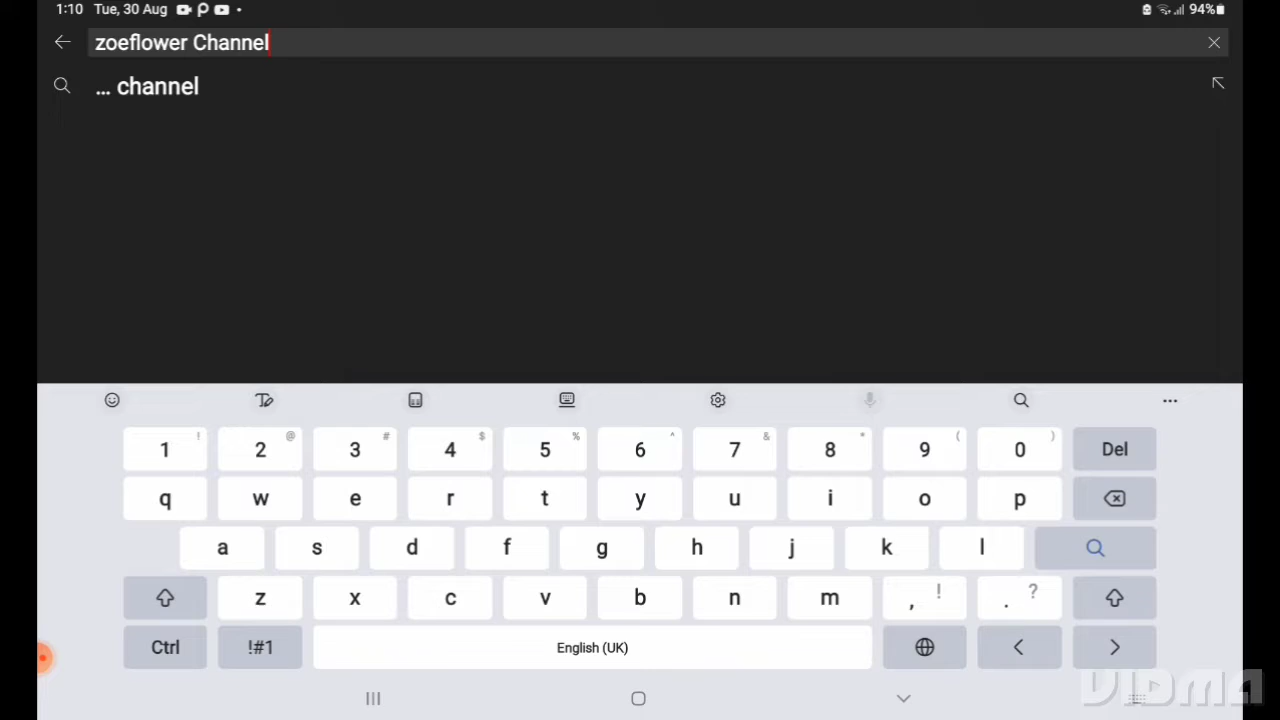 1:10 Tue, 30 Aug 94%
zoeflower Channel
... channel
1 ! 2 @ 3 # 4 $ 5 % 6 ^ 7 & 8 * 9 ( 0 ) Del
q w e r t y u i o p
a s d f g h j k l
z x c v b n m , ! . ?
Ctrl !#1 English (UK) < >
VIDMA